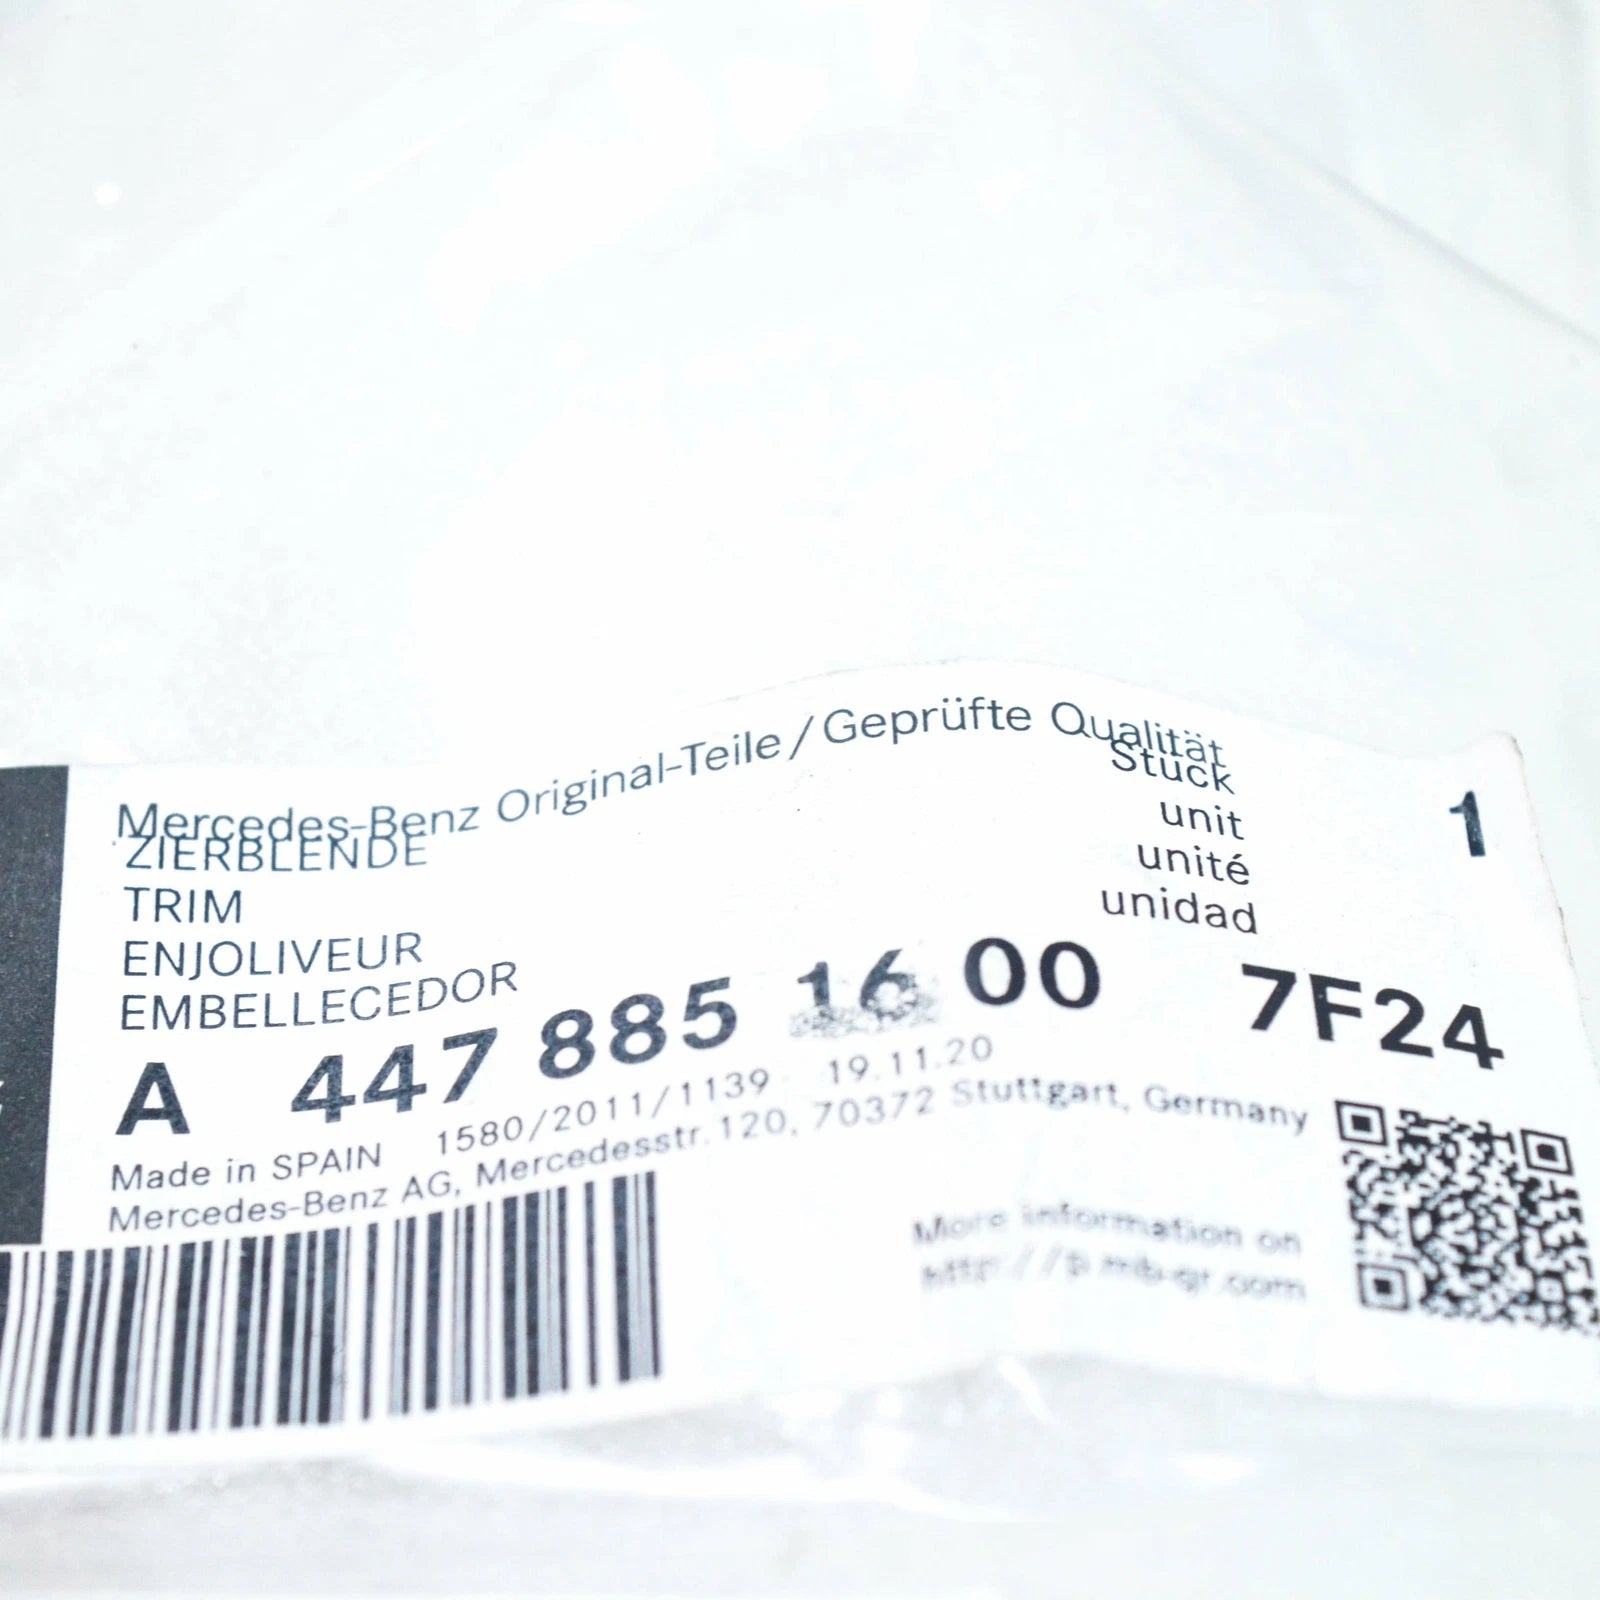 Mercedes-Benz Original-Teile / Geprüfte Qualität
ZIERBLENDE
TRIM
ENJOLIVEUR
EMBELLECEDOR
Stück
unit
unité
unidad
1
A 447 885 16 00 7F24
Made in SPAIN 1580/2011/1139 19.11.20
Mercedes-Benz AG, Mercedesstr. 120, 70372 Stuttgart, Germany
More information on
http://p.mb-qr.com